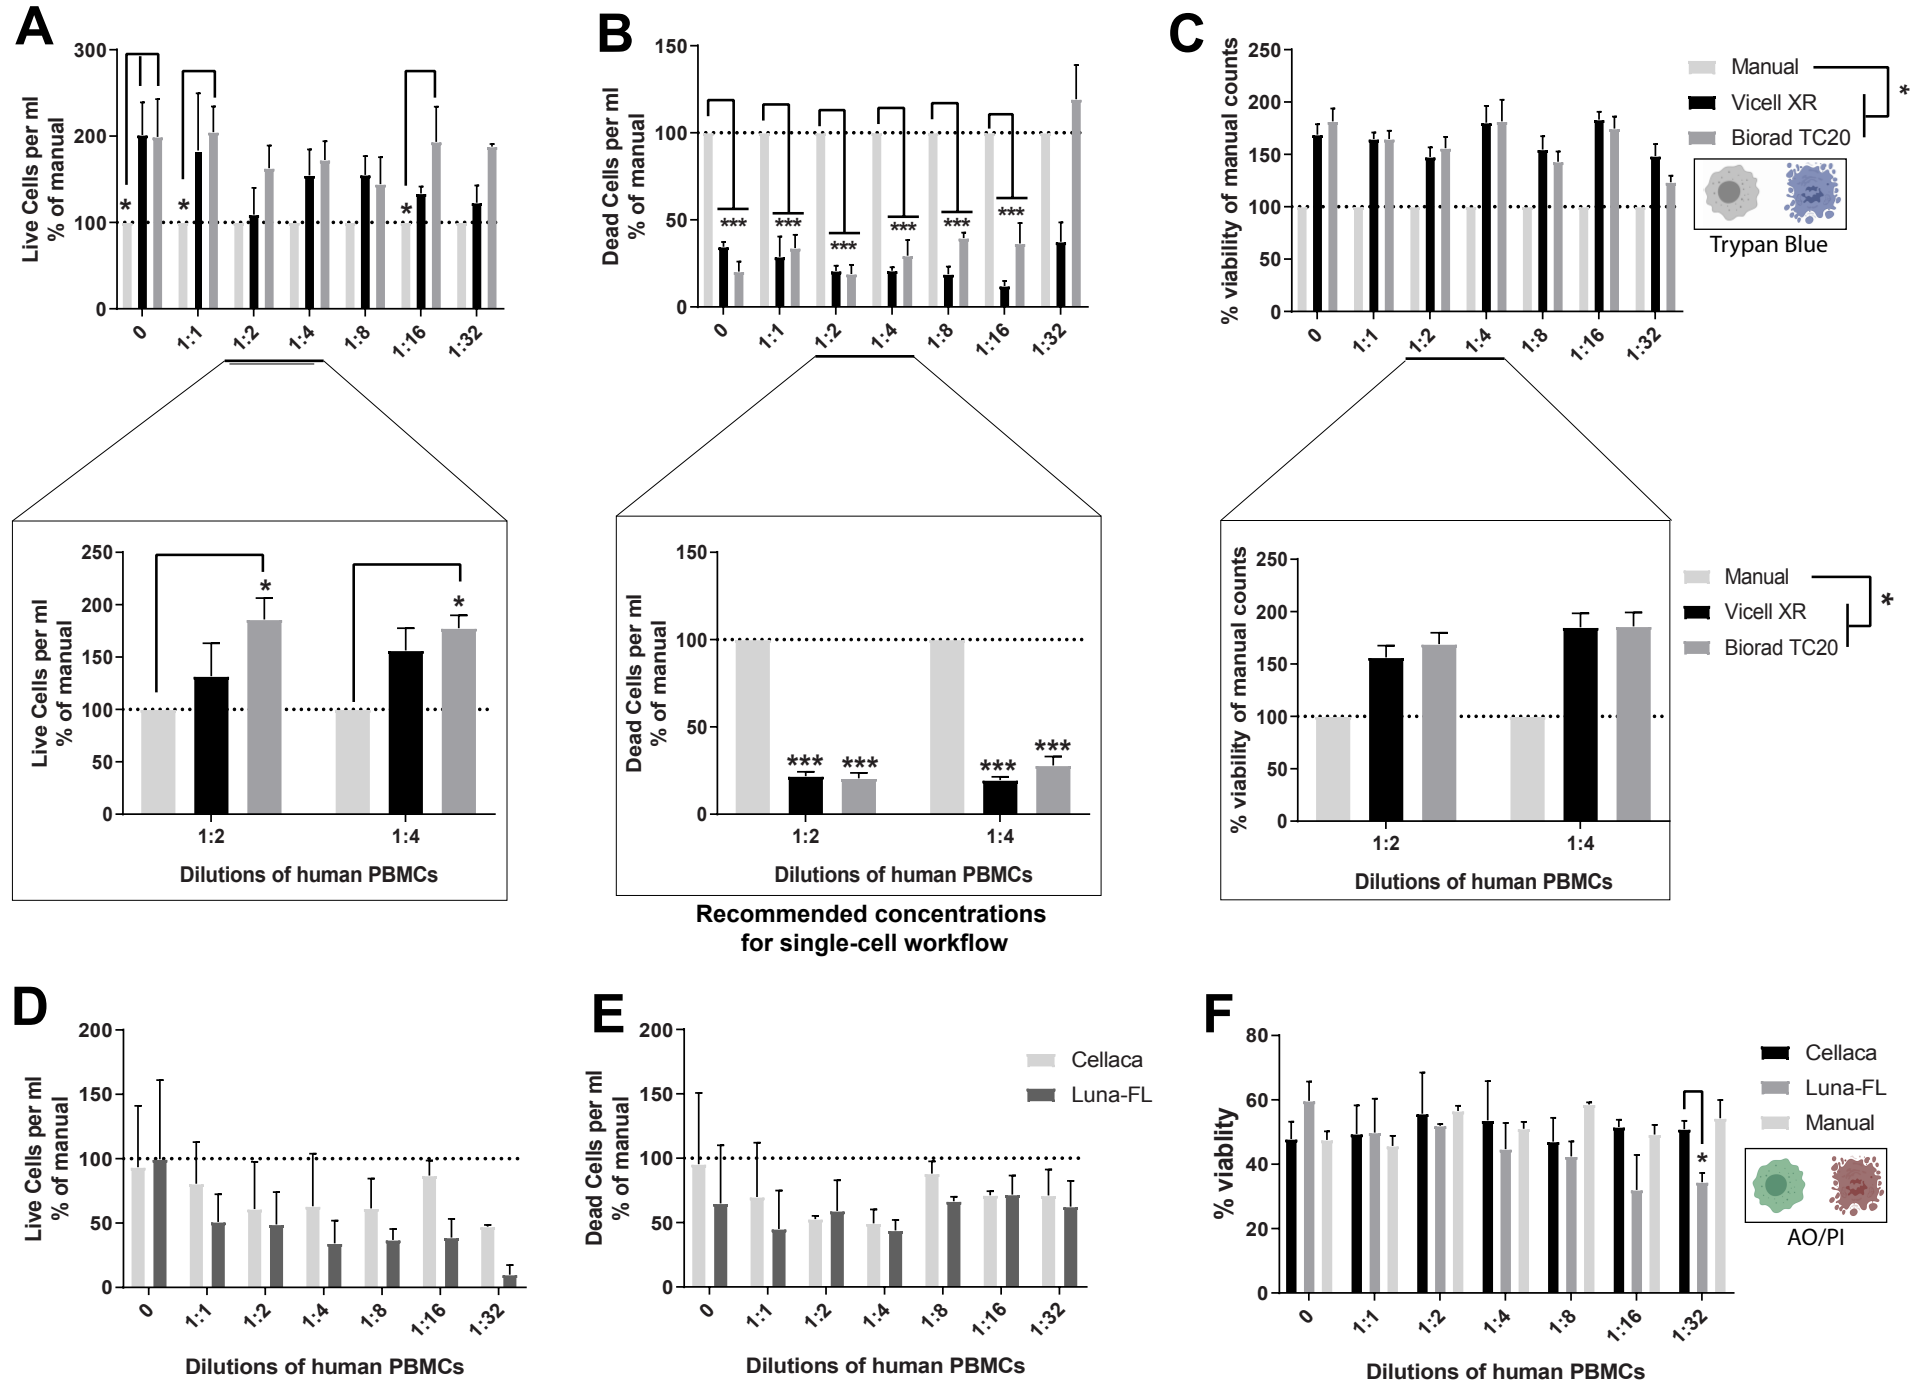 A
Live Cells per ml
% of manual
300
200
100
0
*
*
*
0
1:1
1:2
1:4
1:8
1:16
1:32
B
Dead Cells per ml
% of manual
150
100
50
0
***
***
***
***
***
***
0
1:1
1:2
1:4
1:8
1:16
1:32
C
% viability of manual counts
250
200
150
100
50
0
0
1:1
1:2
1:4
1:8
1:16
1:32
Manual
Vicell XR
Biorad TC20
*
Trypan Blue
Live Cells per ml
% of manual
250
200
150
100
50
0
*
*
1:2
1:4
Dilutions of human PBMCs
Dead Cells per ml
% of manual
150
100
50
0
***
***
***
***
1:2
1:4
Dilutions of human PBMCs
Recommended concentrations
for single-cell workflow
% viability of manual counts
250
200
150
100
50
0
1:2
1:4
Dilutions of human PBMCs
Manual
Vicell XR
Biorad TC20
*
D
Live Cells per ml
% of manual
200
150
100
50
0
0
1:1
1:2
1:4
1:8
1:16
1:32
Dilutions of human PBMCs
E
Dead Cells per ml
% of manual
200
150
100
50
0
0
1:1
1:2
1:4
1:8
1:16
1:32
Dilutions of human PBMCs
Cellaca
Luna-FL
F
% viablity
80
60
40
20
0
*
0
1:1
1:2
1:4
1:8
1:16
1:32
Dilutions of human PBMCs
Cellaca
Luna-FL
Manual
AO/PI